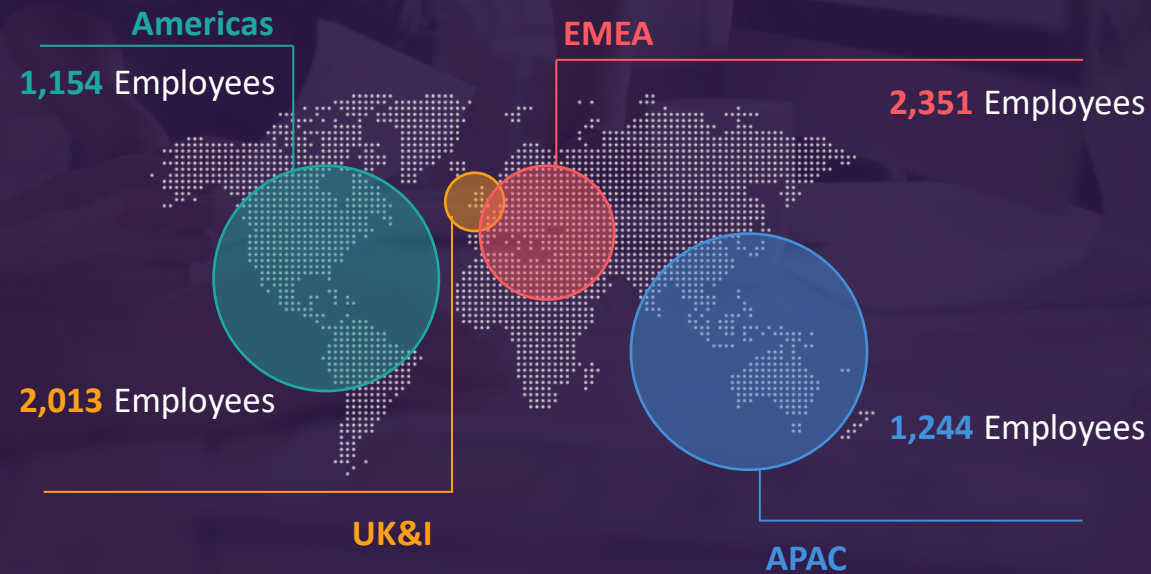 Americas
1,154 Employees
EMEA
2,351 Employees
2,013 Employees
UK&I
1,244 Employees
APAC